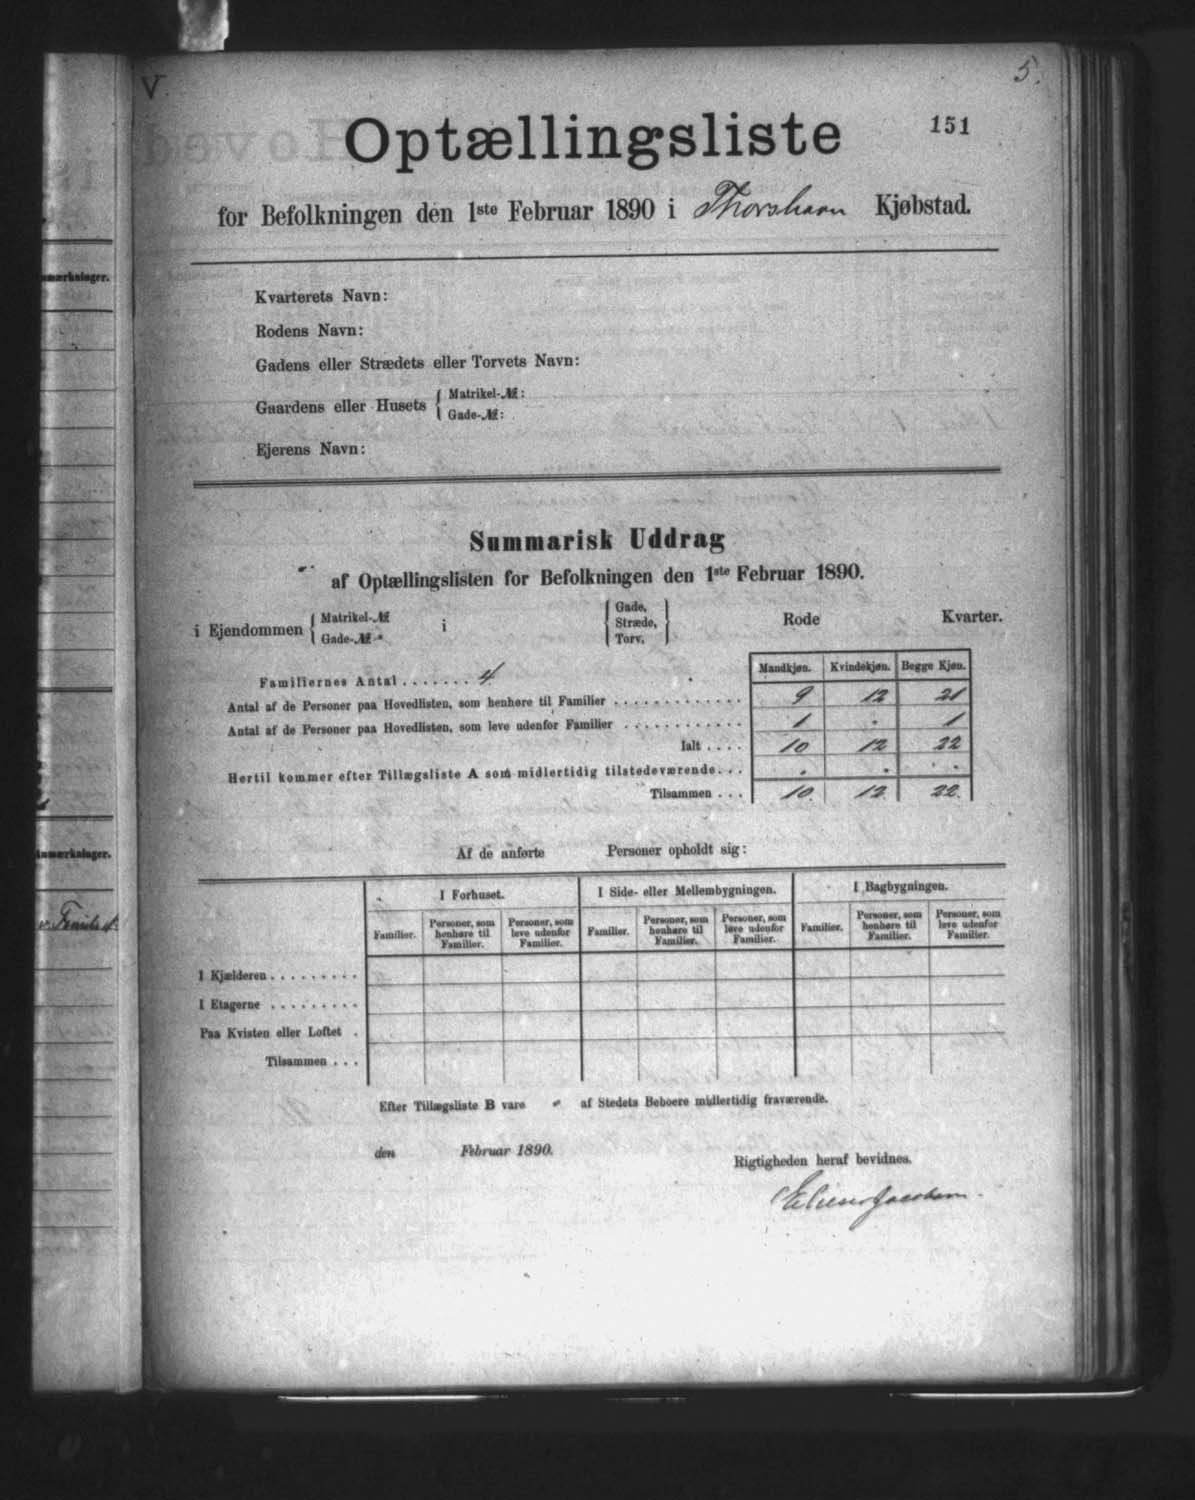 V.
5.
151
Optællingsliste
for Befolkningen den 1ste Februar 1890 i Thorshavn Kjøbstad.
Kvarterets Navn:
Rodens Navn:
Gadens eller Strædets eller Torvets Navn:
Gaardens eller Husets { Matrikel-№:
Gade-№:
Ejerens Navn:
Summarisk Uddrag
af Optællingslisten for Befolkningen den 1ste Februar 1890.
i Ejendommen { Matrikel-№ Gade-№ i { Gade, Stræde, Torv, } Rode Kvarter.
Mandkjøn. Kvindekjøn. Begge Kjøn.
Familiernes Antal ....... 4
Antal af de Personer paa Hovedlisten, som henhøre til Familier ............. 9 12 21
Antal af de Personer paa Hovedlisten, som leve udenfor Familier ............ 1 . 1
Ialt .... 10 12 22
Hertil kommer efter Tillægsliste A som midlertidig tilstedeværende... . . .
Tilsammen ... 10. 12. 22.
Af de anførte Personer opholdt sig:
I Forhuset. I Side- eller Mellembygningen. I Bagbygningen.
Familier. Personer, som henhøre til Familier. Personer, som leve udenfor Familier. Familier. Personer, som henhøre til Familier. Personer, som leve udenfor Familier. Familier. Personer, som henhøre til Familier. Personer, som leve udenfor Familier.
I Kjælderen .........
I Etagerne .........
Paa Kvisten eller Loftet .
Tilsammen ...
Efter Tillægsliste B vare af Stedets Beboere midlertidig fraværende.
den Februar 1890.
Rigtigheden heraf bevidnes.
Elieser Jacobsen.